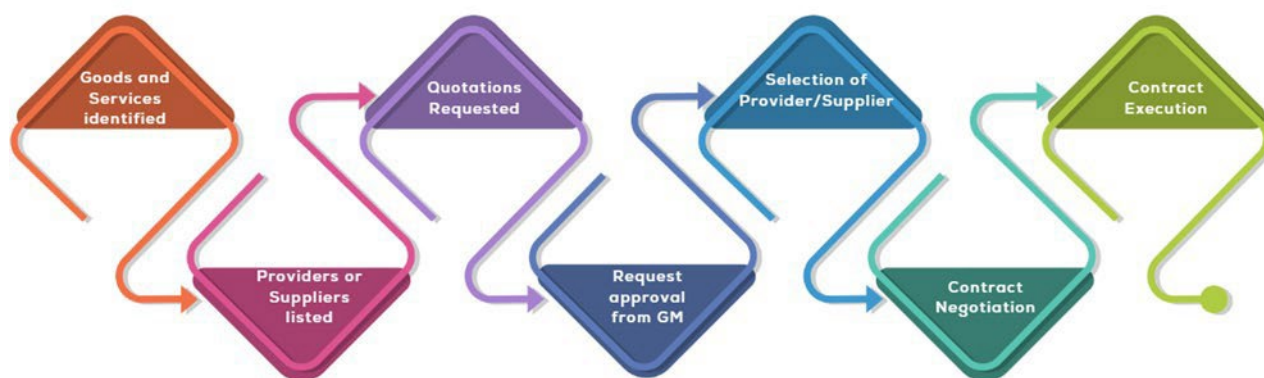 Goods and
Services
identified
Providers or
Suppliers
listed
Quotations
Requested
Request
approval
from GM
Selection of
Provider/Supplier
Contract
Negotiation
Contract
Execution